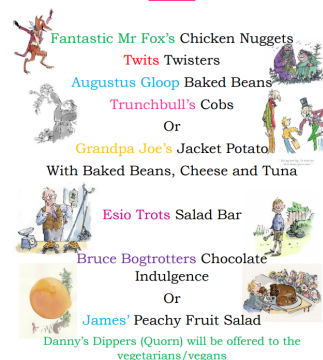 Fantastic Mr Fox's Chicken Nuggets
Twits Twisters
Augustus Gloop Baked Beans
Trunchbull's Cobs
Or
Grandpa Joe's Jacket Potato
With Baked Beans, Cheese and Tuna
Esio Trots Salad Bar
Bruce Bogtrotters Chocolate
Indulgence
Or
James' Peachy Fruit Salad
Danny's Dippers (Quorn) will be offered to the
vegetarians/vegans